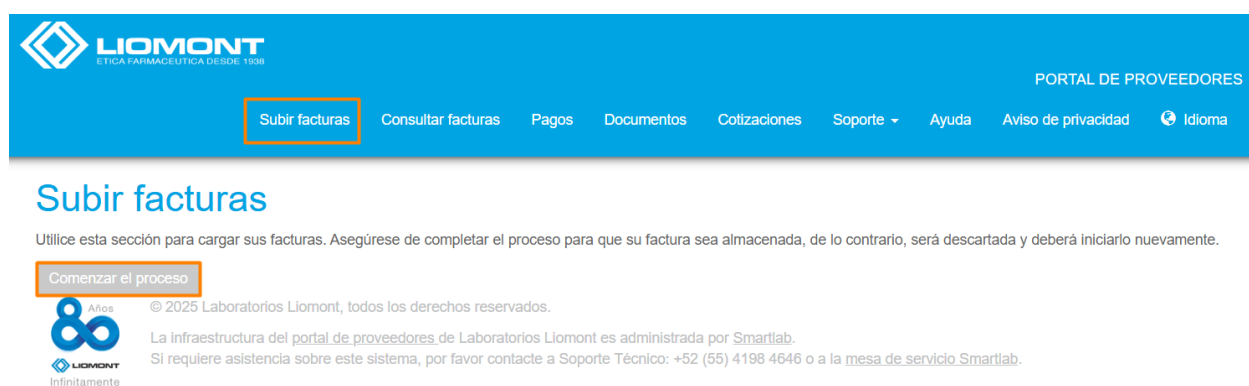 LIOMONT
ETICA FARMACEUTICA DESDE 1938
PORTAL DE PROVEEDORES
Subir facturas Consultar facturas Pagos Documentos Cotizaciones Soporte Ayuda Aviso de privacidad Idioma
Subir facturas
Utilice esta sección para cargar sus facturas. Asegúrese de completar el proceso para que su factura sea almacenada, de lo contrario, será descartada y deberá iniciarlo nuevamente.
Comenzar el proceso
80 Años
LIOMONT
Infinitamente
© 2025 Laboratorios Liomont, todos los derechos reservados.
La infraestructura del portal de proveedores de Laboratorios Liomont es administrada por Smartlab.
Si requiere asistencia sobre este sistema, por favor contacte a Soporte Técnico: +52 (55) 4198 4646 o a la mesa de servicio Smartlab.